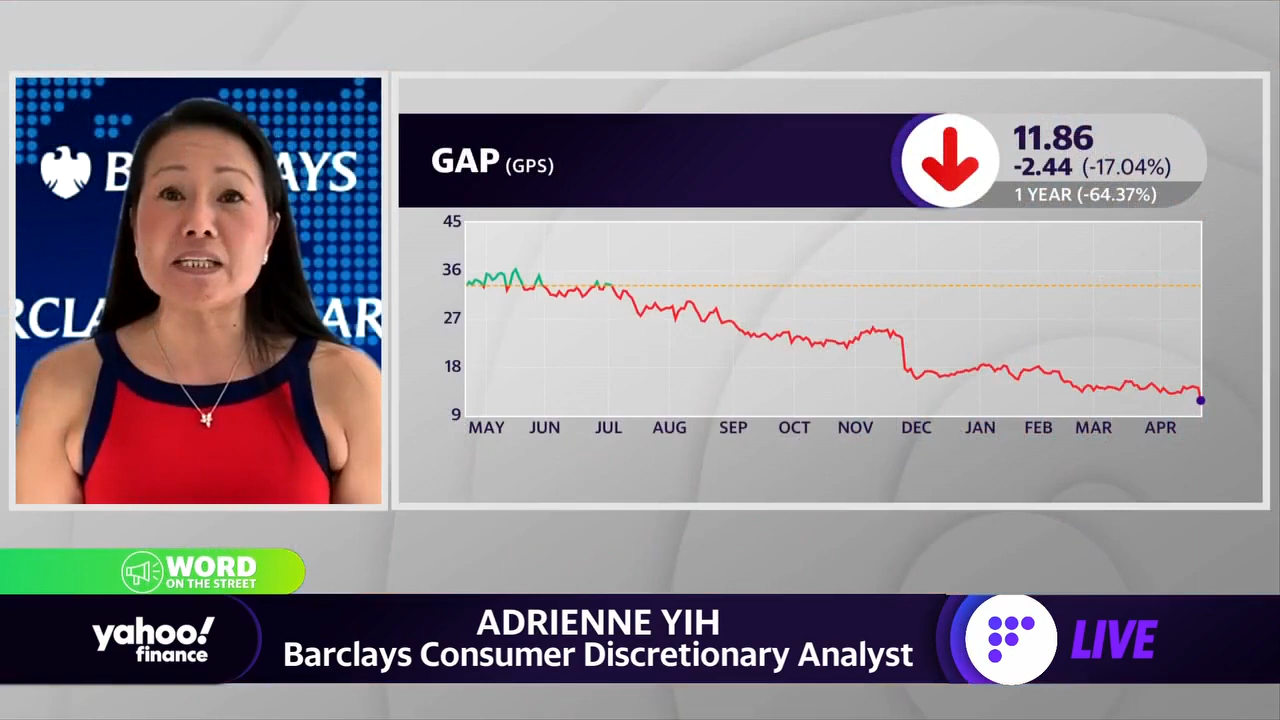 BARCLAYS
GAP (GPS)
11.86
-2.44 (-17.04%)
1 YEAR (-64.37%)
45
36
27
18
9
MAY JUN JUL AUG SEP OCT NOV DEC JAN FEB MAR APR
WORD
ON THE STREET
yahoo!
finance
ADRIENNE YIH
Barclays Consumer Discretionary Analyst
LIVE